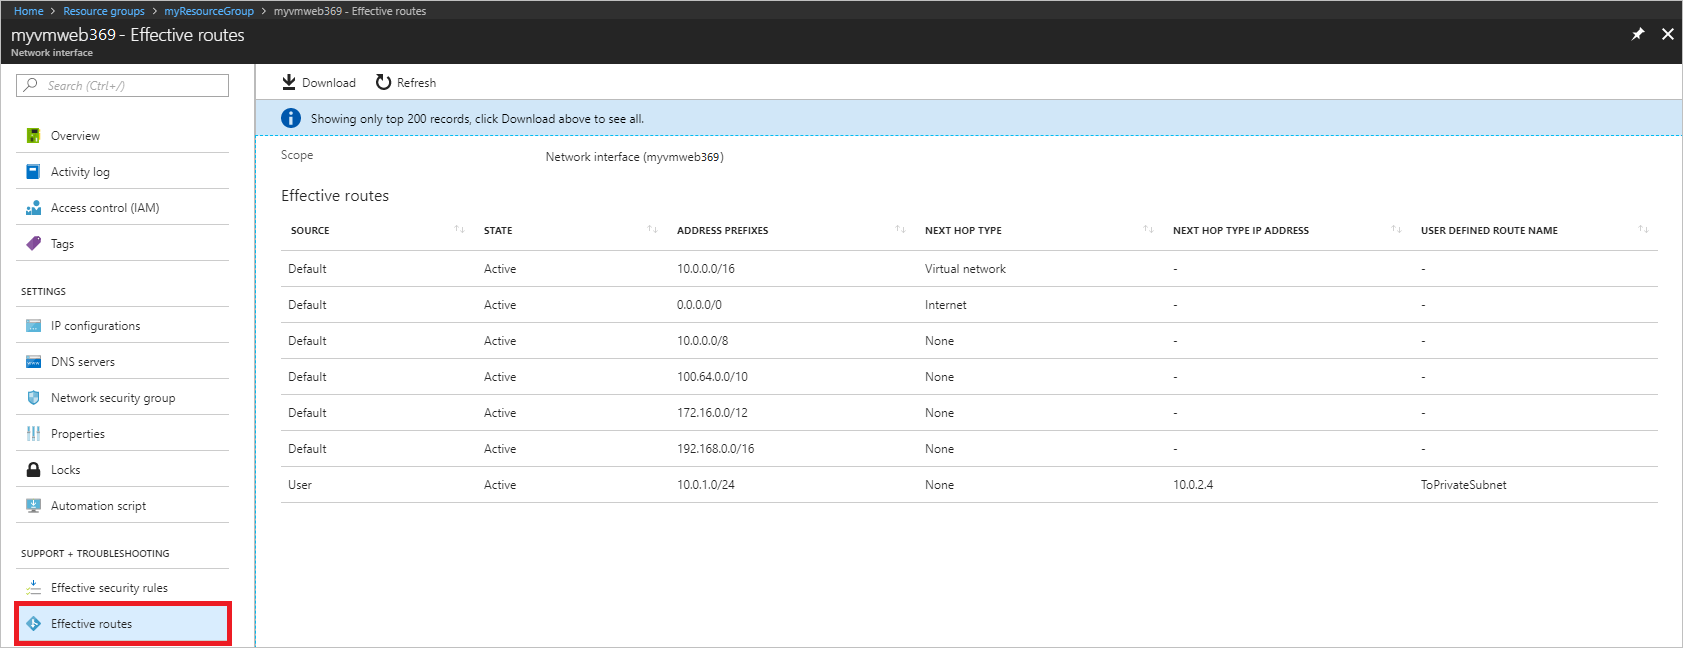 Home > Resource groups > myResourceGroup > myvmweb369 - Effective routes
myvmweb369 - Effective routes
Network interface
Search (Ctrl+/)
Overview
Activity log
Access control (IAM)
Tags
SETTINGS
IP configurations
DNS servers
Network security group
Properties
Locks
Automation script
SUPPORT + TROUBLESHOOTING
Effective security rules
Effective routes
Download Refresh
Showing only top 200 records, click Download above to see all.
Scope Network interface (myvmweb369)
Effective routes
SOURCE STATE ADDRESS PREFIXES NEXT HOP TYPE NEXT HOP TYPE IP ADDRESS USER DEFINED ROUTE NAME
Default Active 10.0.0.0/16 Virtual network - -
Default Active 0.0.0.0/0 Internet - -
Default Active 10.0.0.0/8 None - -
Default Active 100.64.0.0/10 None - -
Default Active 172.16.0.0/12 None - -
Default Active 192.168.0.0/16 None - -
User Active 10.0.1.0/24 None 10.0.2.4 ToPrivateSubnet